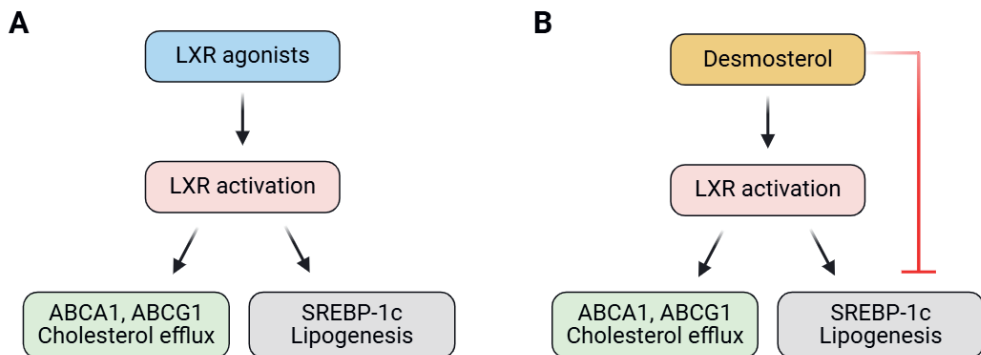 A
LXR agonists
LXR activation
ABCA1, ABCG1
Cholesterol efflux
SREBP-1c
Lipogenesis
B
Desmosterol
LXR activation
ABCA1, ABCG1
Cholesterol efflux
SREBP-1c
Lipogenesis